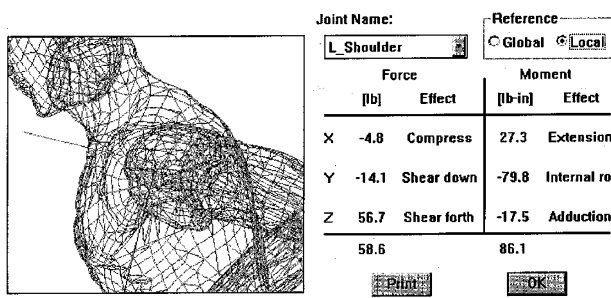 Joint Name:
Reference
L_Shoulder
Global Local
Force Moment
[lb] Effect [lb-in] Effect
X -4.8 Compress 27.3 Extension
Y -14.1 Shear down -79.8 Internal ro
Z 56.7 Shear forth -17.5 Adduction
58.6 86.1
Print OK